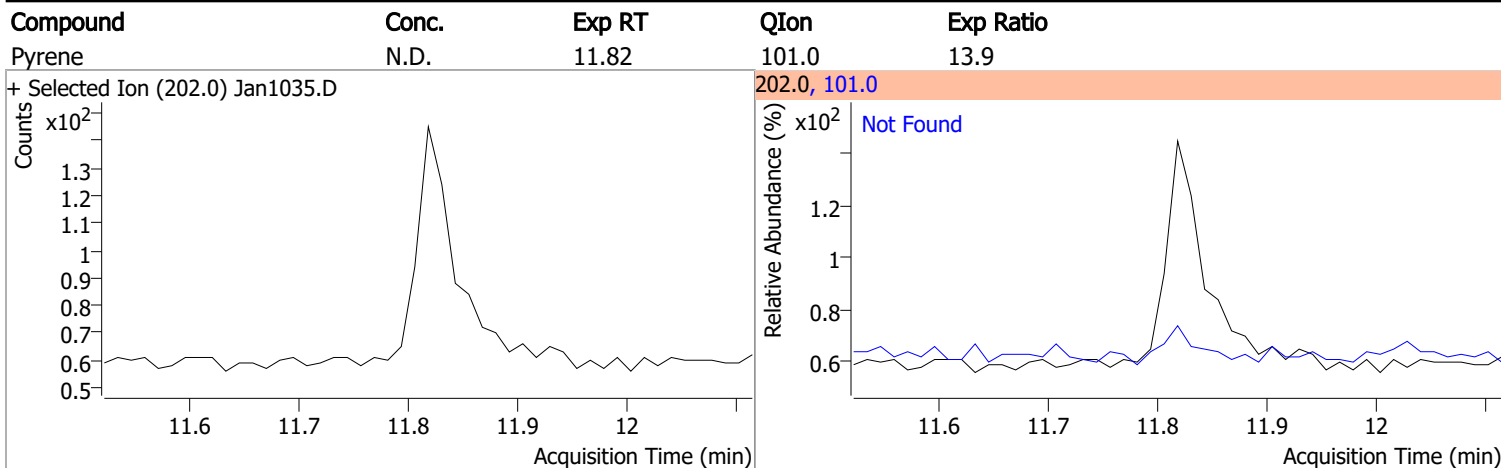 Compound Conc. Exp RT QIon Exp Ratio
Pyrene N.D. 11.82 101.0 13.9
+ Selected Ion (202.0) Jan1035.D
Counts
x10²
1.3
1.2
1.1
1
0.9
0.8
0.7
0.6
0.5
11.6 11.7 11.8 11.9 12
Acquisition Time (min)
202.0, 101.0
Relative Abundance (%)
x10²
Not Found
1.2
1
0.8
0.6
11.6 11.7 11.8 11.9 12
Acquisition Time (min)